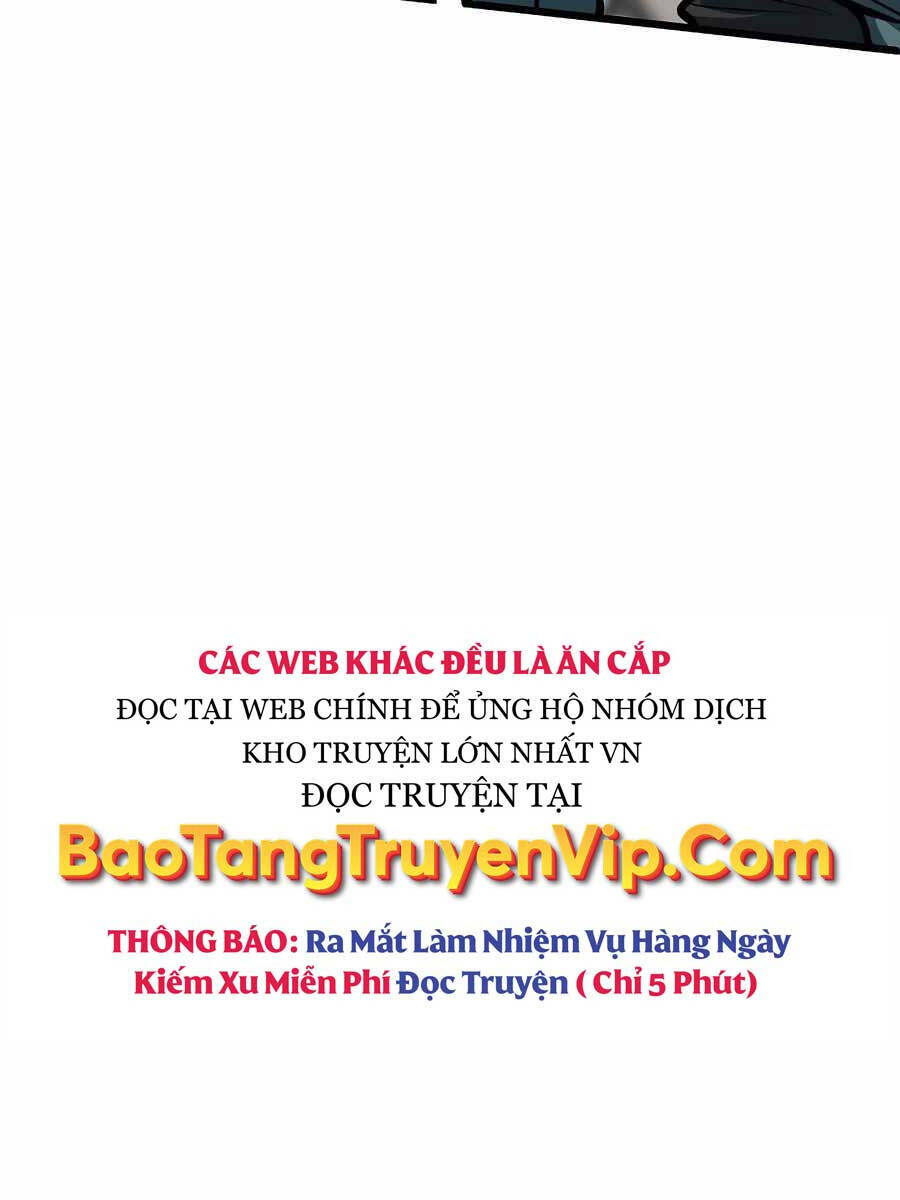 CÁC WEB KHÁC ĐỀU LÀ ĂN CẮP
ĐỌC TẠI WEB CHÍNH ĐỂ ỦNG HỘ NHÓM DỊCH
KHO TRUYỆN LỚN NHẤT VN
ĐỌC TRUYỆN TẠI
BaoTangTruyenVip.Com
THÔNG BÁO: Ra Mắt Làm Nhiệm Vụ Hàng Ngày
Kiếm Xu Miễn Phí Đọc Truyện ( Chỉ 5 Phút)